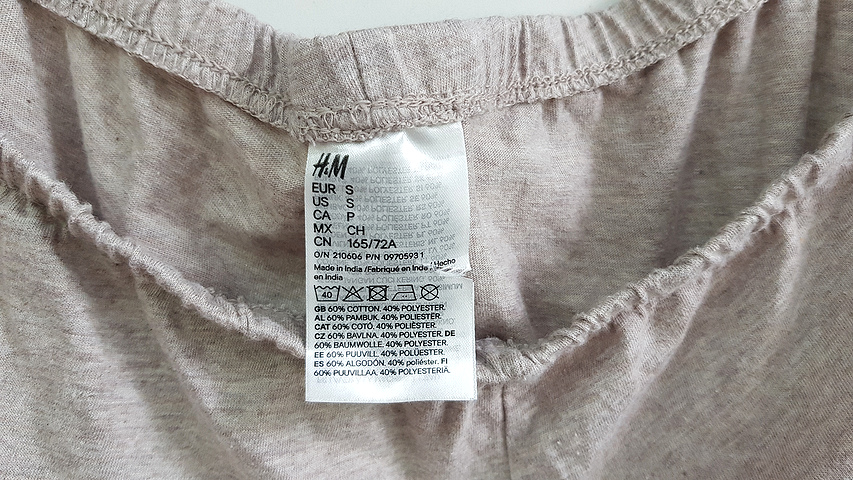 H&M
EUR S
US S
CA P
MX CH
CN 165/72A
O/N 210606 P/N 0970593 1
Made in India /Fabriqué en Inde / Hecho
en India
40
GB 60% COTTON. 40% POLYESTER.
AL 60% PAMBUK. 40% POLIESTËR.
CAT 60% COTÓ. 40% POLIÈSTER.
CZ 60% BAVLNA. 40% POLYESTER. DE
60% BAUMWOLLE. 40% POLYESTER.
EE 60% PUUVILL. 40% POLÜESTER.
ES 60% ALGODÓN. 40% poliéster. FI
60% PUUVILLAA. 40% POLYESTERIÄ.